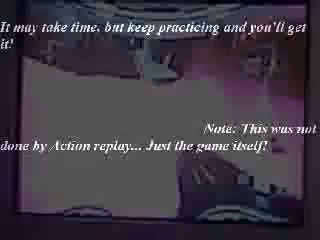 It may take time, but keep practicing and you'll get
it!
Note: This was not
done by Action replay... Just the game itself!